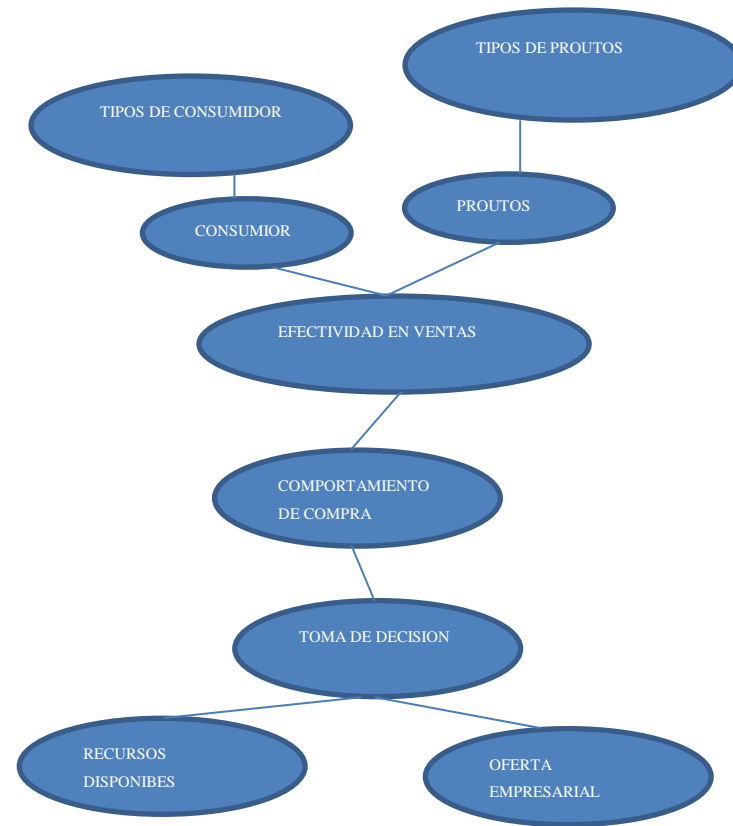 TIPOS DE PROUTOS
TIPOS DE CONSUMIDOR
PROUTOS
CONSUMIOR
EFECTIVIDAD EN VENTAS
COMPORTAMIENTO
DE COMPRA
TOMA DE DECISION
RECURSOS
DISPONIBES
OFERTA
EMPRESARIAL